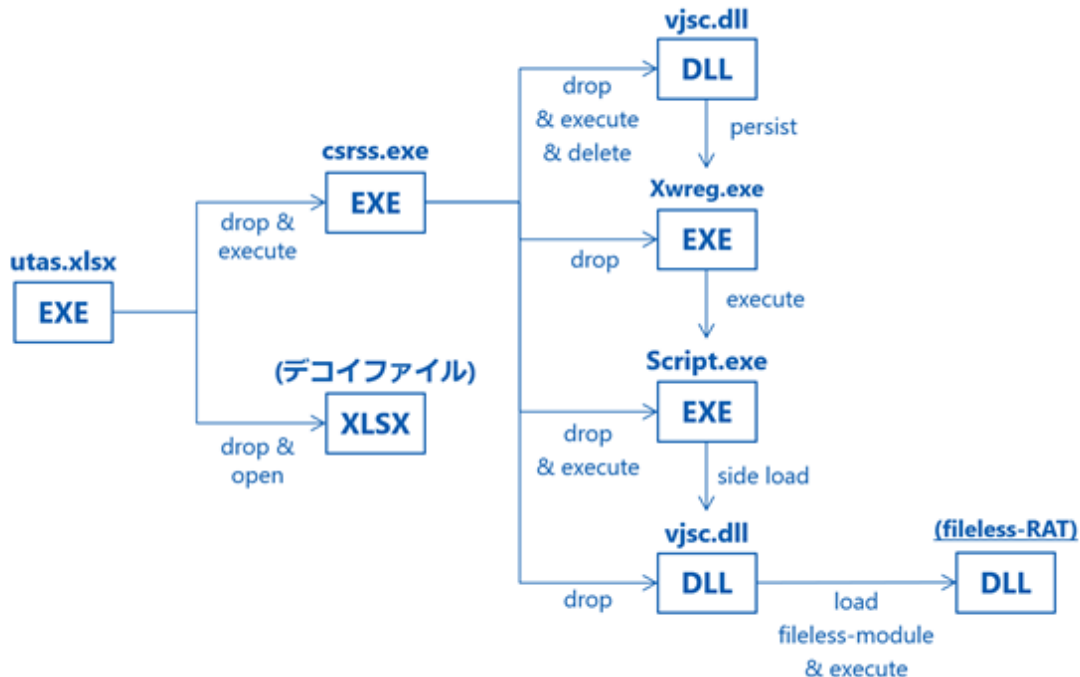 utas.xlsx
EXE
drop &
execute
csrss.exe
EXE
drop &
open
(デコイファイル)
XLSX
drop
& execute
& delete
vjsc.dll
DLL
persist
drop
Xwreg.exe
EXE
execute
drop
& execute
Script.exe
EXE
side load
drop
vjsc.dll
DLL
load
fileless-module
& execute
(fileless-RAT)
DLL